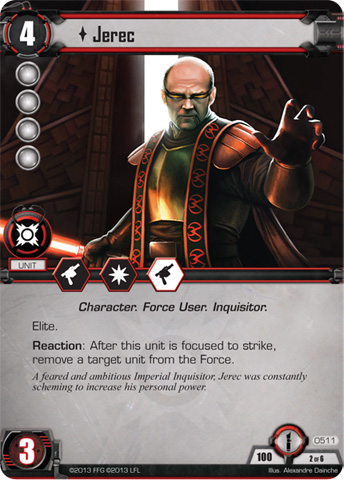 4
Jerec
UNIT
Character. Force User. Inquisitor.
Elite.
Reaction: After this unit is focused to strike,
remove a target unit from the Force.
A feared and ambitious Imperial Inquisitor, Jerec was constantly
scheming to increase his personal power.
3
100
2 of 6
0511
©2013 FFG ©2013 LFL
Illus. Alexandre Dainche